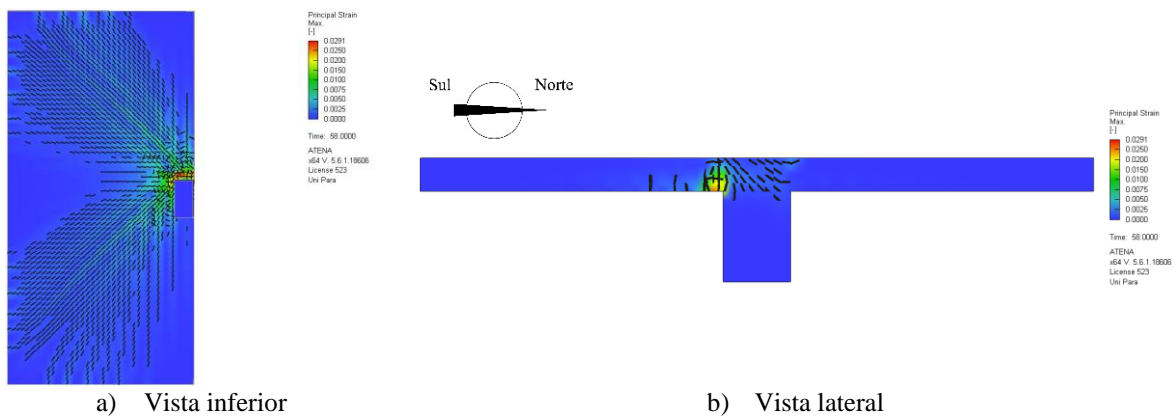 Principal Strain
Max.
[-]
0.0291
0.0250
0.0200
0.0150
0.0100
0.0075
0.0050
0.0025
0.0000
Time: 58.0000
ATENA
x64 V. 5.6.1.18606
License 523
Uni Para
Sul Norte
Principal Strain
Max.
[-]
0.0291
0.0250
0.0200
0.0150
0.0100
0.0075
0.0050
0.0025
0.0000
Time: 58.0000
ATENA
x64 V. 5.6.1.18606
License 523
Uni Para
a) Vista inferior
b) Vista lateral